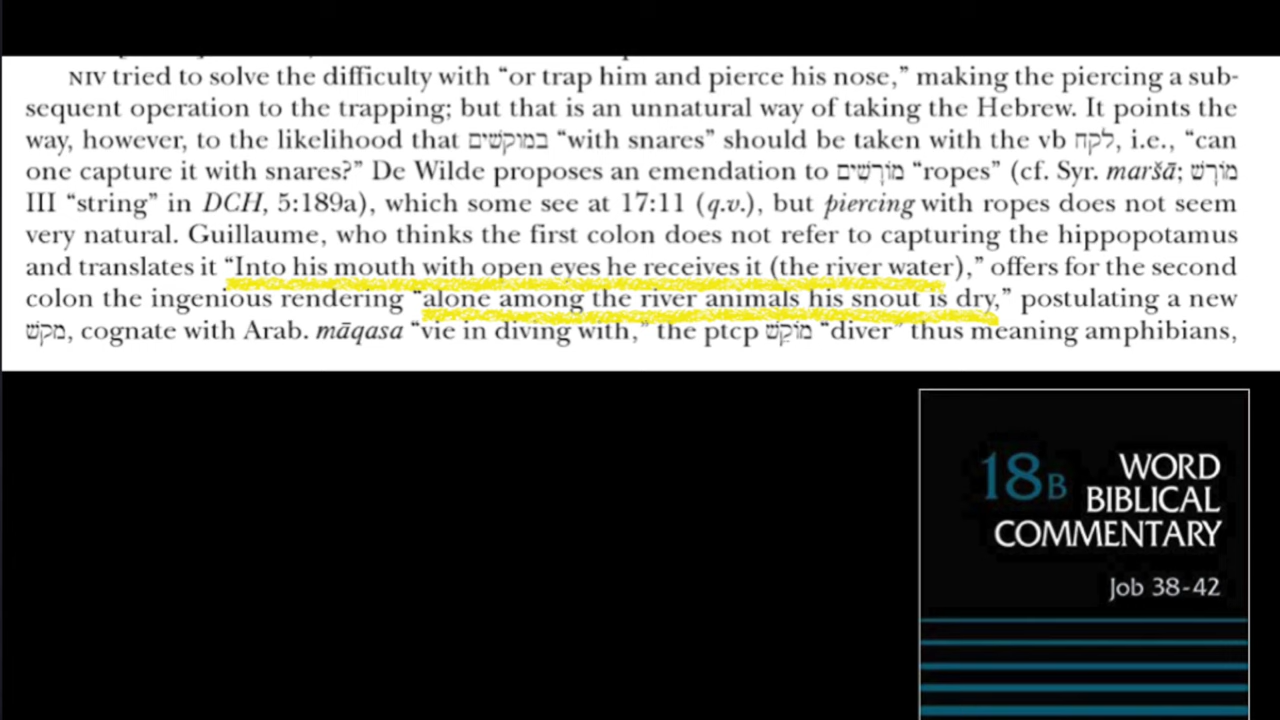 NIV tried to solve the difficulty with “or trap him and pierce his nose,” making the piercing a sub-
sequent operation to the trapping; but that is an unnatural way of taking the Hebrew. It points the
way, however, to the likelihood that במוקשׁים “with snares” should be taken with the vb לקח, i.e., “can
one capture it with snares?” De Wilde proposes an emendation to מוֹרָשִׁים “ropes” (cf. Syr. maršā; מוֹרָשׁ
III “string” in DCH, 5:189a), which some see at 17:11 (q.v.), but piercing with ropes does not seem
very natural. Guillaume, who thinks the first colon does not refer to capturing the hippopotamus
and translates it “Into his mouth with open eyes he receives it (the river water),” offers for the second
colon the ingenious rendering “alone among the river animals his snout is dry,” postulating a new
מקשׁ, cognate with Arab. māqasa “vie in diving with,” the ptcp מוֹקֵשׁ “diver” thus meaning amphibians,
18B WORD
BIBLICAL
COMMENTARY
Job 38-42